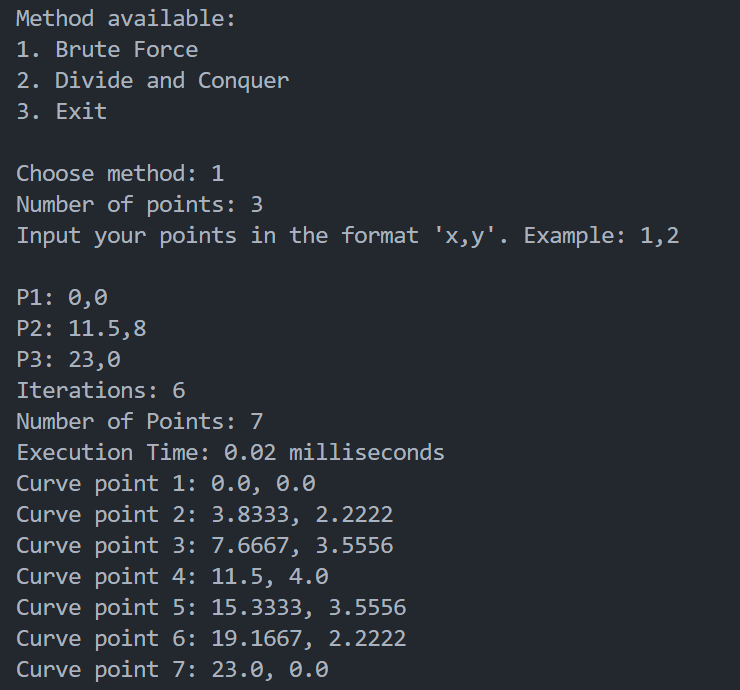 Method available:
1. Brute Force
2. Divide and Conquer
3. Exit
Choose method: 1
Number of points: 3
Input your points in the format 'x,y'. Example: 1,2
P1: 0,0
P2: 11.5,8
P3: 23,0
Iterations: 6
Number of Points: 7
Execution Time: 0.02 milliseconds
Curve point 1: 0.0, 0.0
Curve point 2: 3.8333, 2.2222
Curve point 3: 7.6667, 3.5556
Curve point 4: 11.5, 4.0
Curve point 5: 15.3333, 3.5556
Curve point 6: 19.1667, 2.2222
Curve point 7: 23.0, 0.0